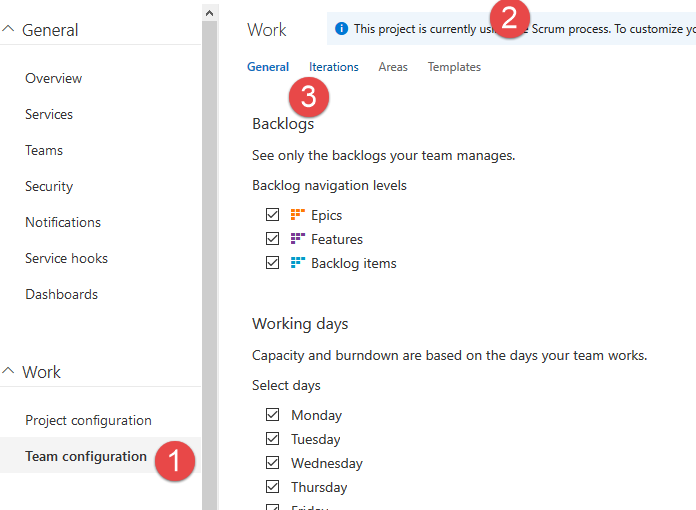 General
Overview
Services
Teams
Security
Notifications
Service hooks
Dashboards
Work
Project configuration
Team configuration
1
Work
This project is currently Scrum process. To customize
2
General Iterations Areas Templates
3
Backlogs
See only the backlogs your team manages.
Backlog navigation levels
Epics
Features
Backlog items
Working days
Capacity and burndown are based on the days your team works.
Select days
Monday
Tuesday
Wednesday
Thursday
Friday